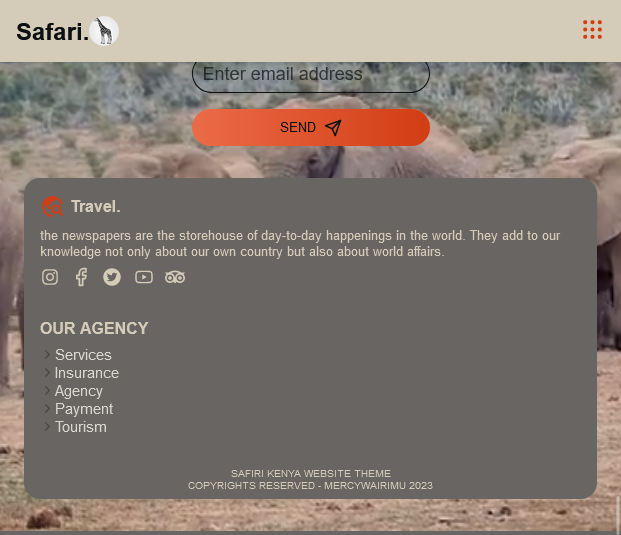 Safari.
Enter email address
SEND
Travel.
the newspapers are the storehouse of day-to-day happenings in the world. They add to our
knowledge not only about our own country but also about world affairs.
OUR AGENCY
Services
Insurance
Agency
Payment
Tourism
SAFIRI KENYA WEBSITE THEME
COPYRIGHTS RESERVED - MERCYWAIRIMU 2023